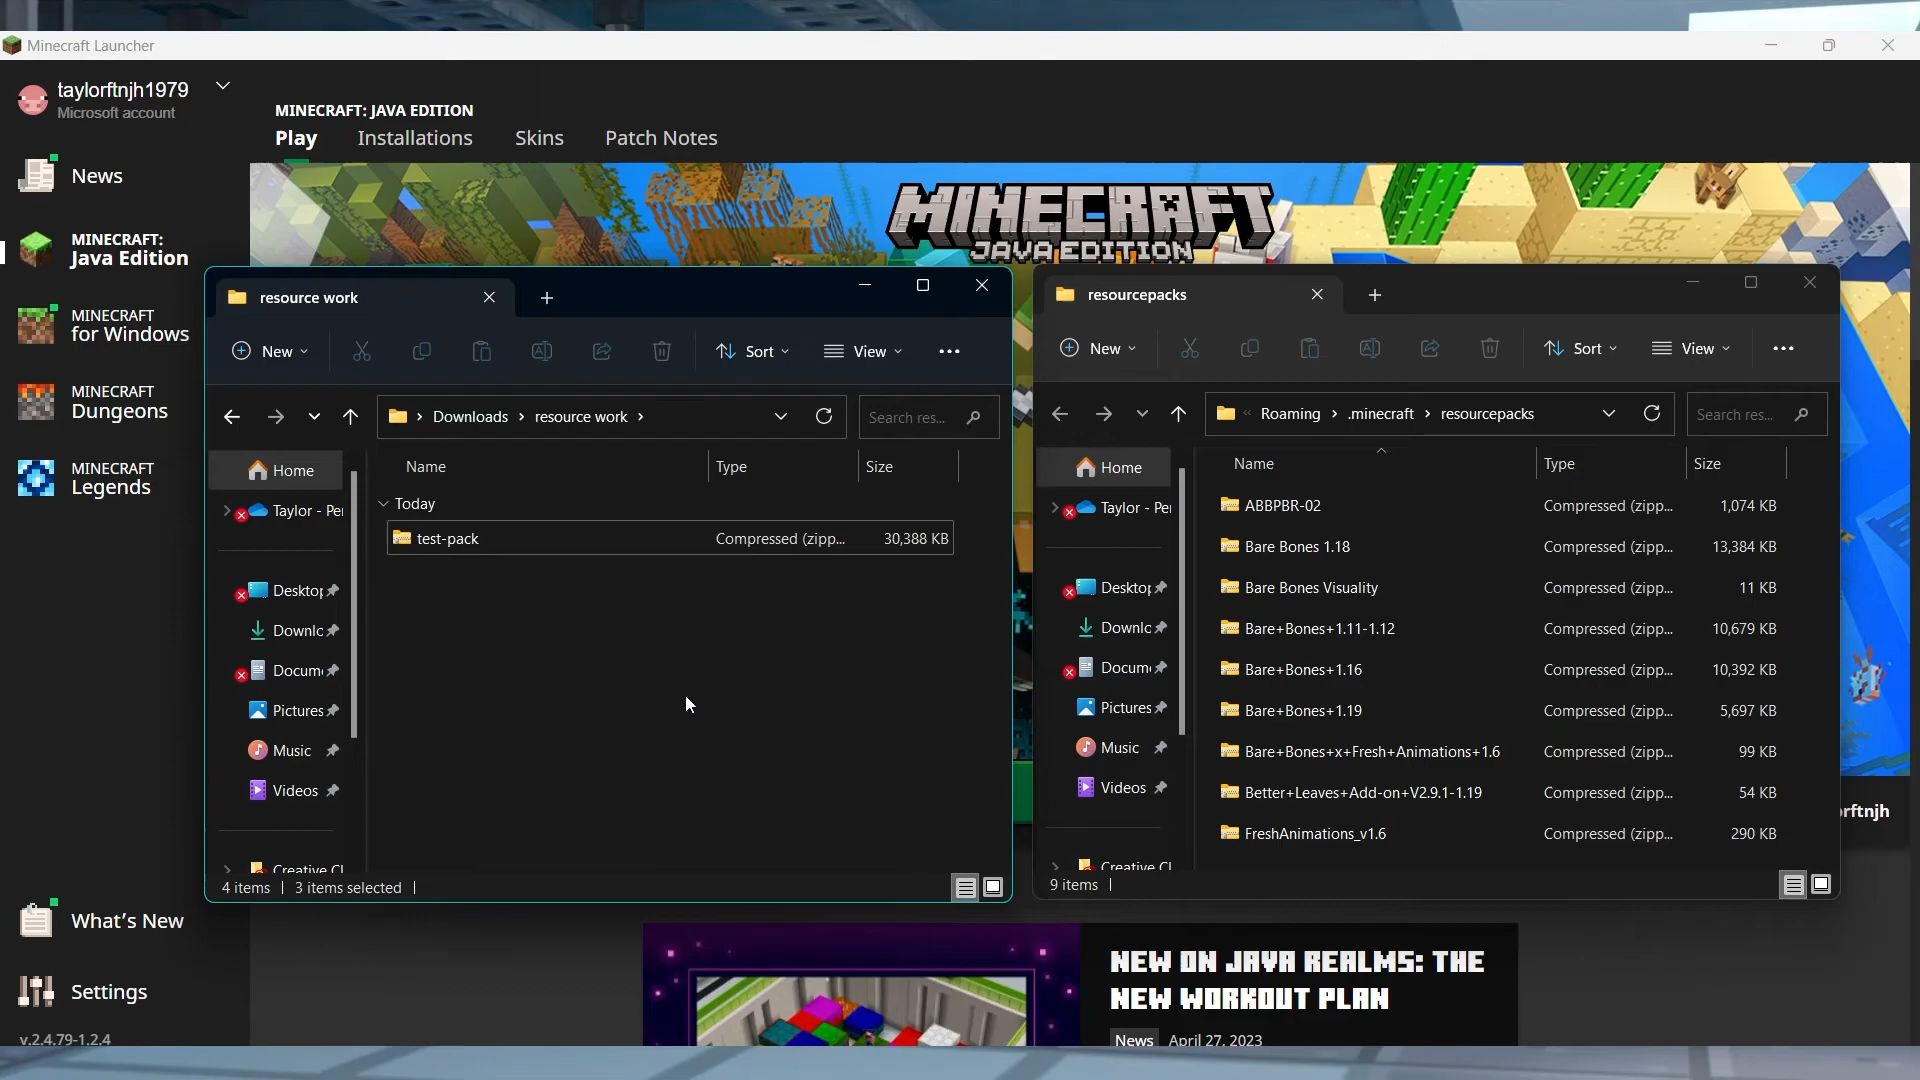 Minecraft Launcher
taylorftnjh1979
Microsoft account
MINECRAFT: JAVA EDITION
Play
Installations
Skins
Patch Notes
News
MINECRAFT:
Java Edition
MINECRAFT
for Windows
MINECRAFT
Dungeons
MINECRAFT
Legends
What's New
Settings
v.2.4.79-1.2.4
MINECRAFT
JAVA EDITION
resource work
New
Sort
View
Downloads > resource work >
Search res...
Home
Taylor - Per
Desktop
Downlc
Docum
Pictures
Music
Videos
Creative Cl
Name
Type
Size
Today
test-pack
Compressed (zipp...
30,388 KB
4 items
3 items selected
resourcepacks
New
Sort
View
Roaming > .minecraft > resourcepacks
Search res...
Home
Taylor - Per
Desktop
Downlc
Docum
Pictures
Music
Videos
Creative Cl
Name
Type
Size
ABBPBR-02 Compressed (zipp... 1,074 KB
Bare Bones 1.18 Compressed (zipp... 13,384 KB
Bare Bones Visuality Compressed (zipp... 11 KB
Bare+Bones+1.11-1.12 Compressed (zipp... 10,679 KB
Bare+Bones+1.16 Compressed (zipp... 10,392 KB
Bare+Bones+1.19 Compressed (zipp... 5,697 KB
Bare+Bones+x+Fresh+Animations+1.6 Compressed (zipp... 99 KB
Better+Leaves+Add-on+V2.9.1-1.19 Compressed (zipp... 54 KB
FreshAnimations_v1.6 Compressed (zipp... 290 KB
9 items
orftnjh
NEW ON JAVA REALMS: THE
NEW WORKOUT PLAN
News
April 27, 2023